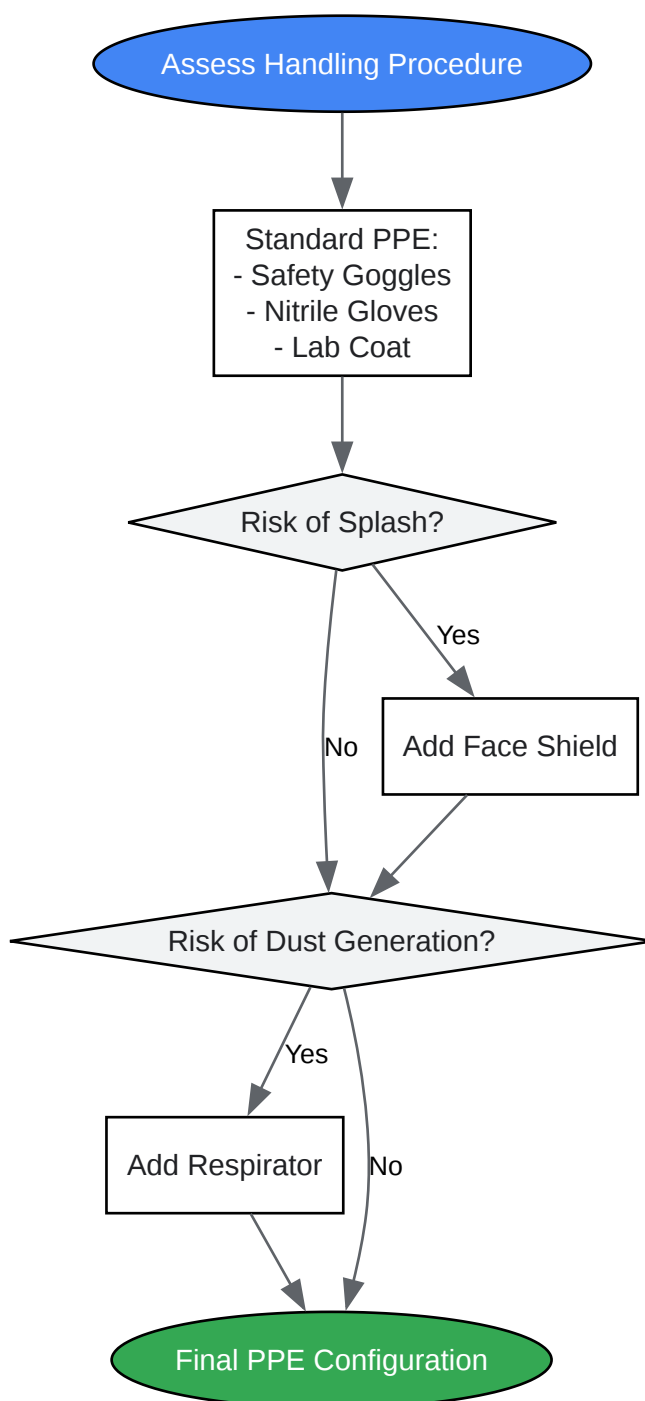 Assess Handling Procedure
Standard PPE:
- Safety Goggles
- Nitrile Gloves
- Lab Coat
Risk of Splash?
Yes
No
Add Face Shield
Risk of Dust Generation?
Yes
Add Respirator
No
Final PPE Configuration